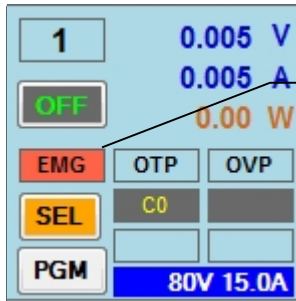 1 0.005 V
0.005 A
OFF 0.00 W
EMG OTP OVP
SEL C0
PGM 80V 15.0A